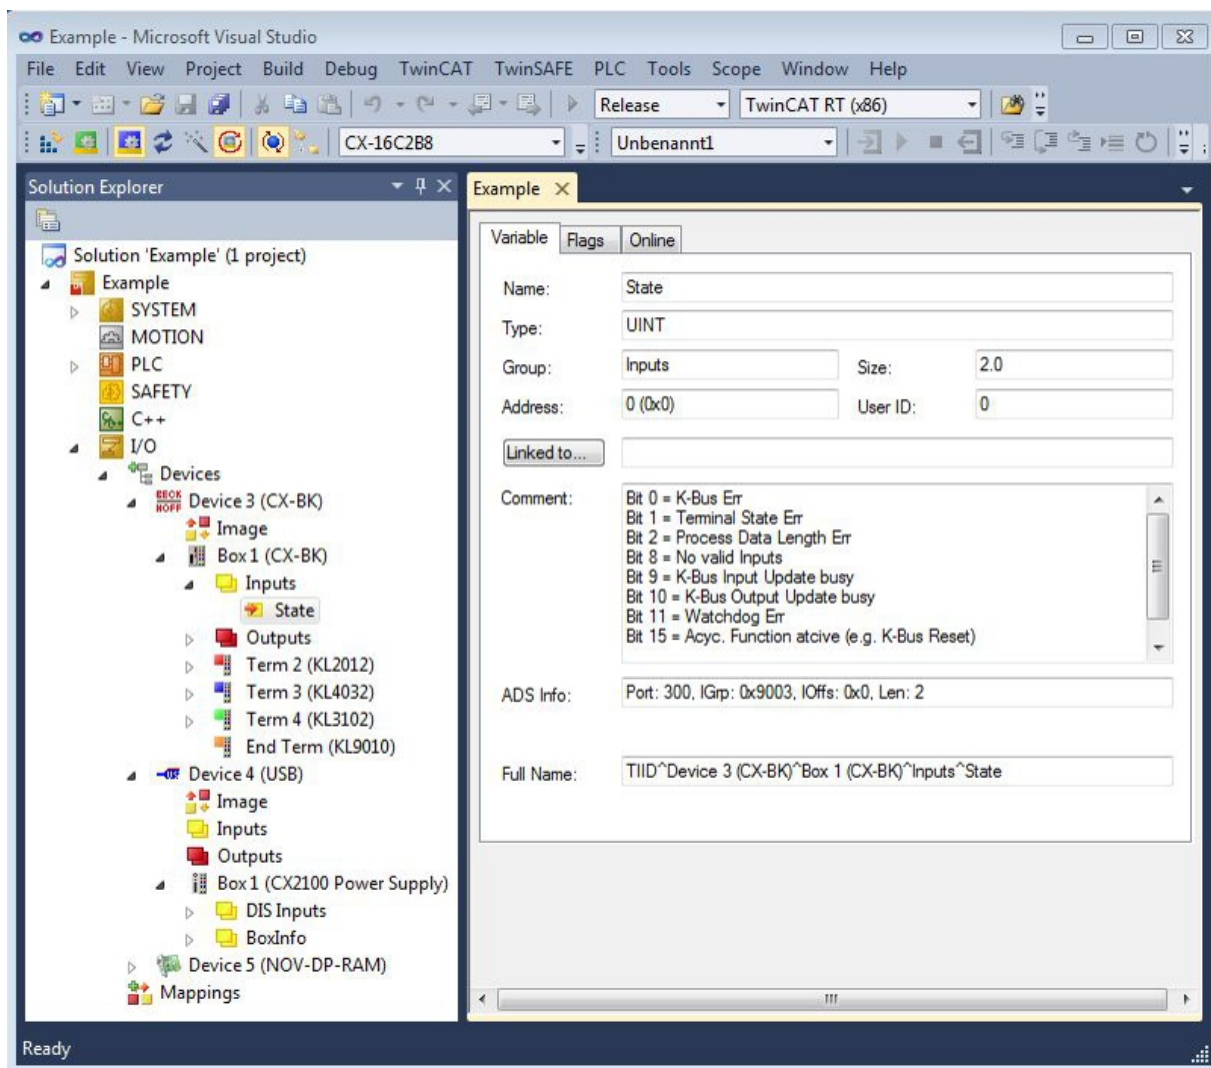 Example - Microsoft Visual Studio
File Edit View Project Build Debug TwinCAT TwinSAFE PLC Tools Scope Window Help
Release TwinCAT RT (x86)
CX-16C2B8 Unbenannt1
Solution Explorer
Solution 'Example' (1 project)
Example
SYSTEM
MOTION
PLC
SAFETY
C++
I/O
Devices
BECK
HOFF
Device 3 (CX-BK)
Image
Box 1 (CX-BK)
Inputs
State
Outputs
Term 2 (KL2012)
Term 3 (KL4032)
Term 4 (KL3102)
End Term (KL9010)
Device 4 (USB)
Image
Inputs
Outputs
Box 1 (CX2100 Power Supply)
DIS Inputs
BoxInfo
Device 5 (NOV-DP-RAM)
Mappings
Example
Variable Flags Online
Name: State
Type: UINT
Group: Inputs Size: 2.0
Address: 0 (0x0) User ID: 0
Linked to...
Comment: Bit 0 = K-Bus Err
Bit 1 = Terminal State Err
Bit 2 = Process Data Length Err
Bit 8 = No valid Inputs
Bit 9 = K-Bus Input Update busy
Bit 10 = K-Bus Output Update busy
Bit 11 = Watchdog Err
Bit 15 = Acyc. Function atcive (e.g. K-Bus Reset)
ADS Info: Port: 300, IGrp: 0x9003, IOffs: 0x0, Len: 2
Full Name: TIID^Device 3 (CX-BK)^Box 1 (CX-BK)^Inputs^State
Ready